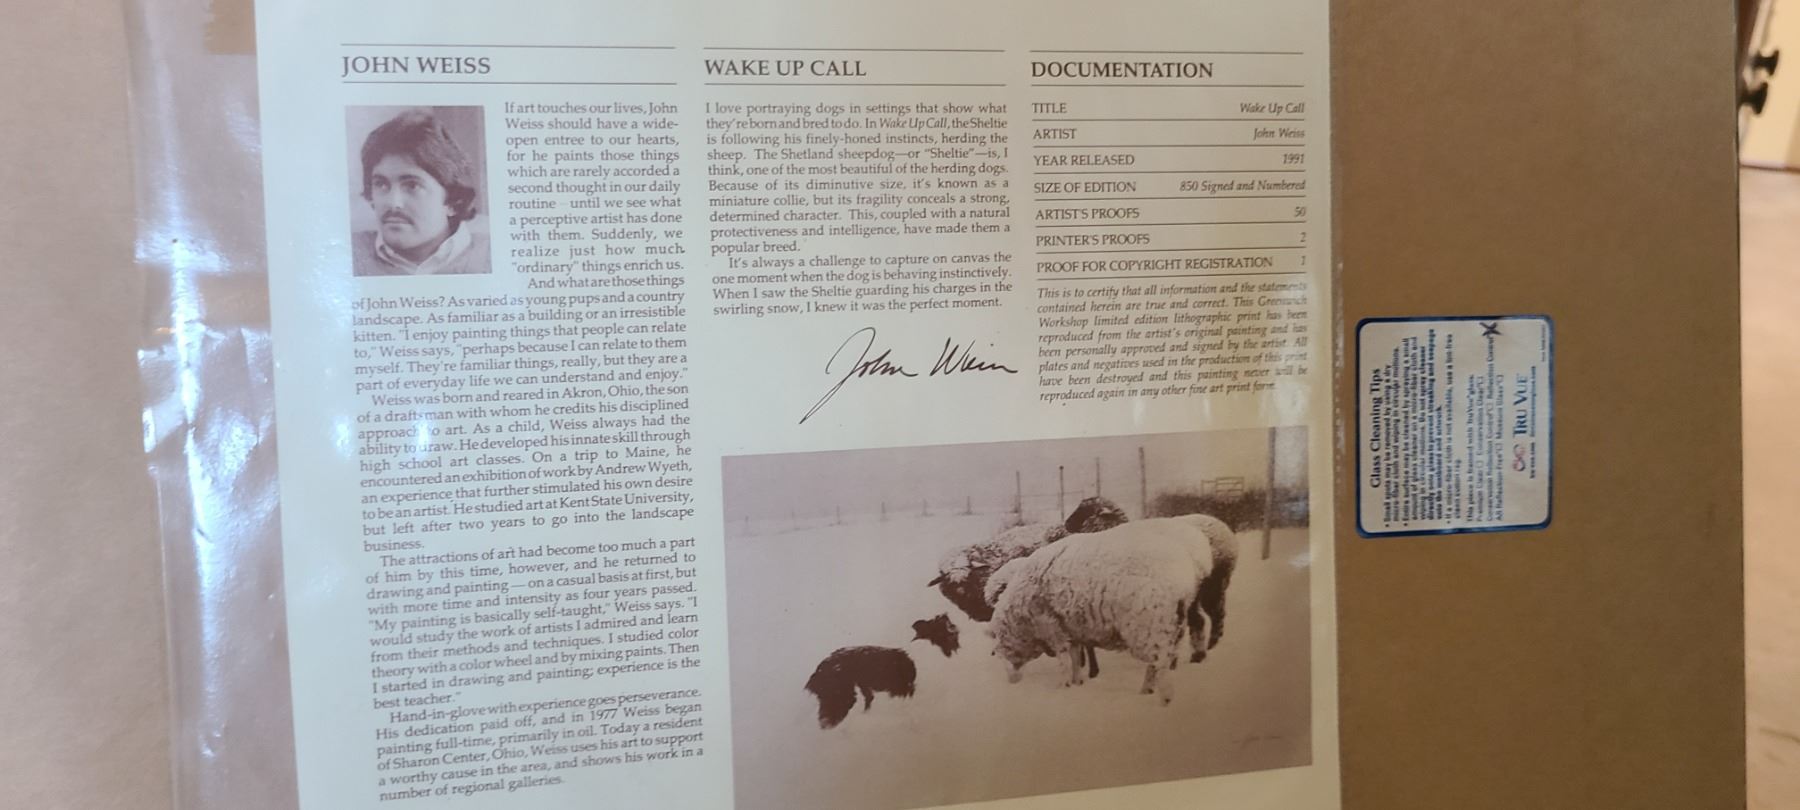 JOHN WEISS
If art touches our lives, John
Weiss should have a wide-
open entree to our hearts,
for he paints those things
which are rarely accorded a
second thought in our daily
routine – until we see what
a perceptive artist has done
with them. Suddenly, we
realize just how much
"ordinary" things enrich us.
And what are those things
of John Weiss? As varied as young pups and a country
landscape. As familiar as a building or an irresistible
kitten. "I enjoy painting things that people can relate
to," Weiss says, "perhaps because I can relate to them
myself. They're familiar things, really, but they are a
part of everyday life we can understand and enjoy."
Weiss was born and reared in Akron, Ohio, the son
of a draftsman with whom he credits his disciplined
approach to art. As a child, Weiss always had the
ability to draw. He developed his innate skill through
high school art classes. On a trip to Maine, he
encountered an exhibition of work by Andrew Wyeth,
an experience that further stimulated his own desire
to be an artist. He studied art at Kent State University,
but left after two years to go into the landscape
business.
The attractions of art had become too much a part
of him by this time, however, and he returned to
drawing and painting — on a casual basis at first, but
with more time and intensity as four years passed.
"My painting is basically self-taught," Weiss says. "I
would study the work of artists I admired and learn
from their methods and techniques. I studied color
theory with a color wheel and by mixing paints. Then
I started in drawing and painting; experience is the
best teacher."
Hand-in-glove with experience goes perseverance.
His dedication paid off, and in 1977 Weiss began
painting full-time, primarily in oil. Today a resident
of Sharon Center, Ohio, Weiss uses his art to support
a worthy cause in the area, and shows his work in a
number of regional galleries.
WAKE UP CALL
I love portraying dogs in settings that show what
they're born and bred to do. In Wake Up Call, the Sheltie
is following his finely-honed instincts, herding the
sheep. The Shetland sheepdog—or "Sheltie"—is, I
think, one of the most beautiful of the herding dogs.
Because of its diminutive size, it's known as a
miniature collie, but its fragility conceals a strong,
determined character. This, coupled with a natural
protectiveness and intelligence, have made them a
popular breed.
It's always a challenge to capture on canvas the
one moment when the dog is behaving instinctively.
When I saw the Sheltie guarding his charges in the
swirling snow, I knew it was the perfect moment.
John Weiss
DOCUMENTATION
TITLE Wake Up Call
ARTIST John Weiss
YEAR RELEASED 1991
SIZE OF EDITION 850 Signed and Numbered
ARTIST'S PROOFS 50
PRINTER'S PROOFS 2
PROOF FOR COPYRIGHT REGISTRATION 1
This is to certify that all information and the statements
contained herein are true and correct. This Greenwich
Workshop limited edition lithographic print has been
reproduced from the artist's original painting and has
been personally approved and signed by the artist. All
plates and negatives used in the production of this print
have been destroyed and this painting never will be
reproduced again in any other fine art print form.
Glass Cleaning Tips
TRU VUE